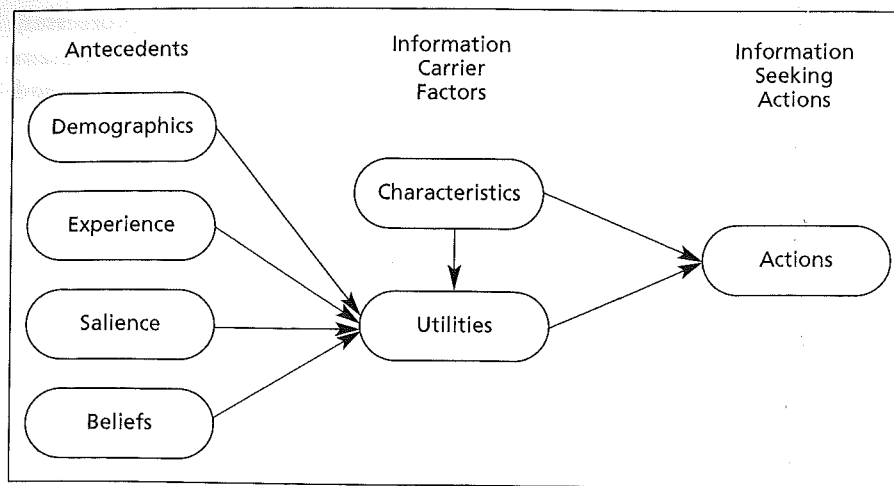 Antecedents
Demographics
Experience
Salience
Beliefs
Information
Carrier
Factors
Characteristics
Utilities
Information
Seeking
Actions
Actions